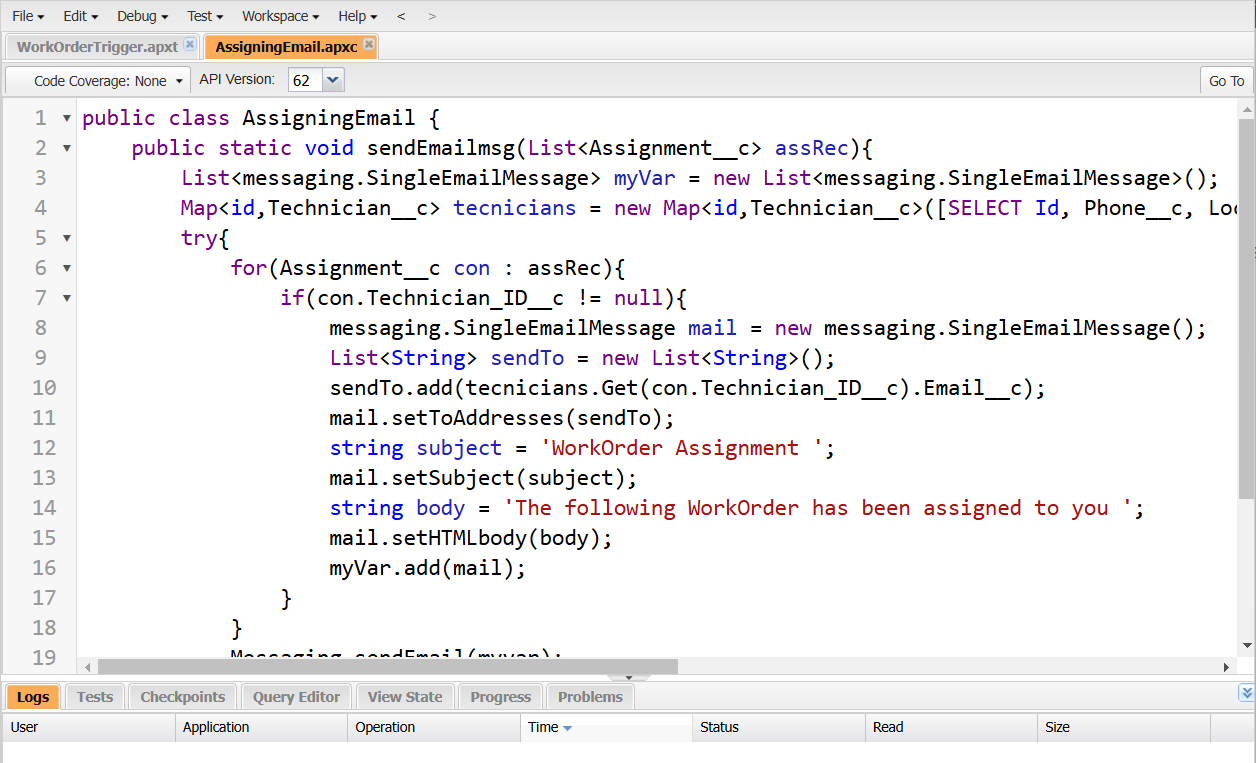 File Edit Debug Test Workspace Help < >
WorkOrderTrigger.apxt AssigningEmail.apxc
Code Coverage: None API Version: 62 Go To
1 public class AssigningEmail {
2 public static void sendEmailmsg(List<Assignment__c> assRec){
3 List<messaging.SingleEmailMessage> myVar = new List<messaging.SingleEmailMessage>();
4 Map<id,Technician__c> tecnicians = new Map<id,Technician__c>([SELECT Id, Phone__c, Loc
5 try{
6 for(Assignment__c con : assRec){
7 if(con.Technician_ID__c != null){
8 messaging.SingleEmailMessage mail = new messaging.SingleEmailMessage();
9 List<String> sendTo = new List<String>();
10 sendTo.add(tecnicians.Get(con.Technician_ID__c).Email__c);
11 mail.setToAddresses(sendTo);
12 string subject = 'WorkOrder Assignment ';
13 mail.setSubject(subject);
14 string body = 'The following WorkOrder has been assigned to you ';
15 mail.setHTMLbody(body);
16 myVar.add(mail);
17 }
18 }
19 Messaging.sendEmail(myvar);
Logs Tests Checkpoints Query Editor View State Progress Problems
User Application Operation Time Status Read Size